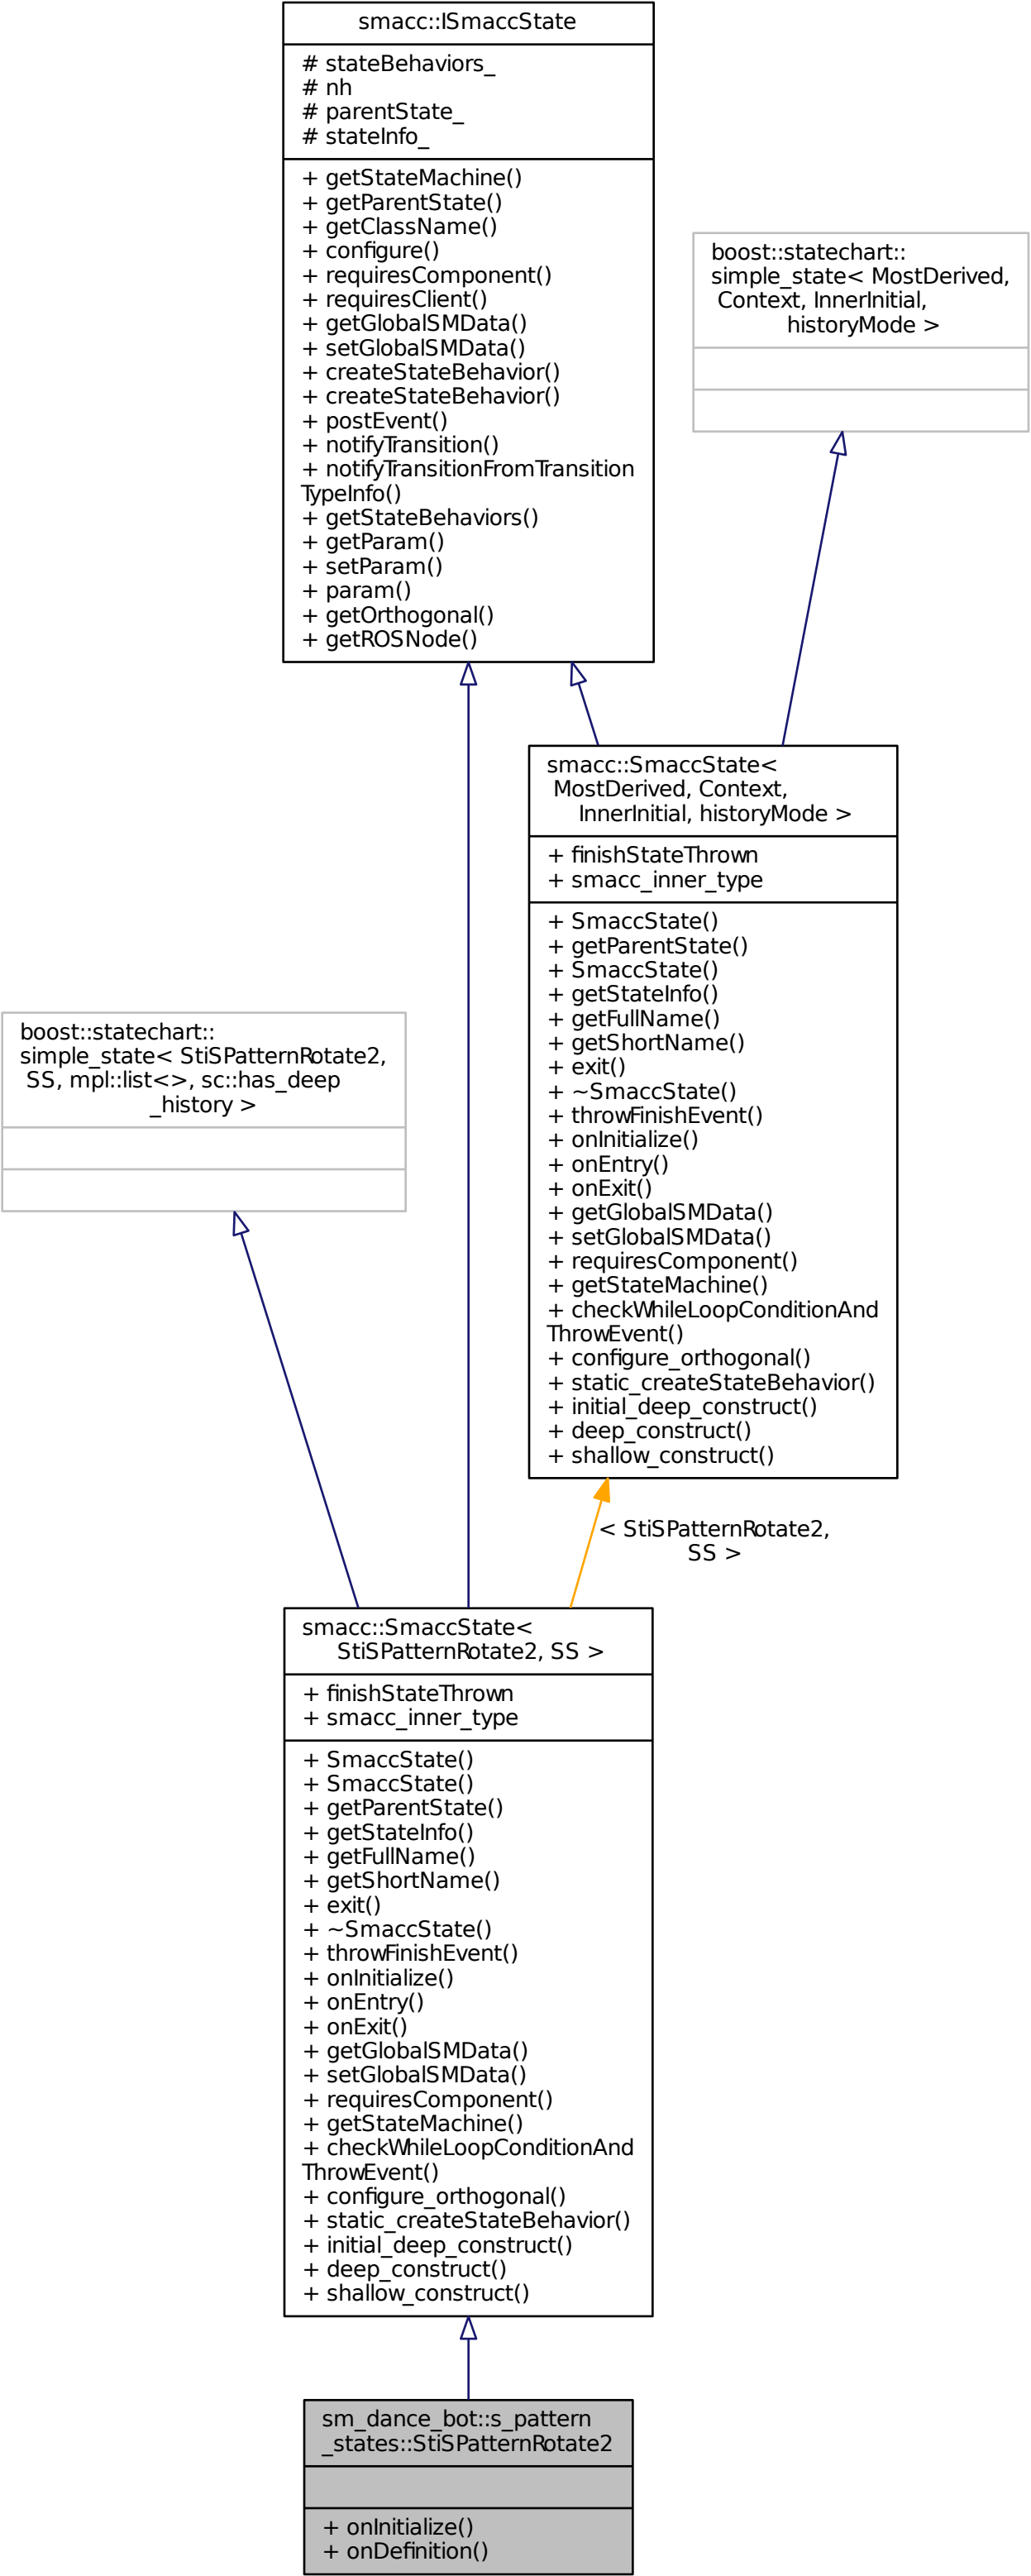 smacc::ISmaccState
# stateBehaviors_
# nh
# parentState_
# stateInfo_
+ getStateMachine()
+ getParentState()
+ getClassName()
+ configure()
+ requiresComponent()
+ requiresClient()
+ getGlobalSMData()
+ setGlobalSMData()
+ createStateBehavior()
+ createStateBehavior()
+ postEvent()
+ notifyTransition()
+ notifyTransitionFromTransition
TypeInfo()
+ getStateBehaviors()
+ getParam()
+ setParam()
+ param()
+ getOrthogonal()
+ getROSNode()
boost::statechart::
simple_state< MostDerived,
Context, InnerInitial,
historyMode >
smacc::SmaccState<
MostDerived, Context,
InnerInitial, historyMode >
+ finishStateThrown
+ smacc_inner_type
+ SmaccState()
+ getParentState()
+ SmaccState()
+ getStateInfo()
+ getFullName()
+ getShortName()
+ exit()
+ ~SmaccState()
+ throwFinishEvent()
+ onInitialize()
+ onEntry()
+ onExit()
+ getGlobalSMData()
+ setGlobalSMData()
+ requiresComponent()
+ getStateMachine()
+ checkWhileLoopConditionAnd
ThrowEvent()
+ configure_orthogonal()
+ static_createStateBehavior()
+ initial_deep_construct()
+ deep_construct()
+ shallow_construct()
boost::statechart::
simple_state< StiSPatternRotate2,
SS, mpl::list<>, sc::has_deep
_history >
< StiSPatternRotate2,
SS >
smacc::SmaccState<
StiSPatternRotate2, SS >
+ finishStateThrown
+ smacc_inner_type
+ SmaccState()
+ SmaccState()
+ getParentState()
+ getStateInfo()
+ getFullName()
+ getShortName()
+ exit()
+ ~SmaccState()
+ throwFinishEvent()
+ onInitialize()
+ onEntry()
+ onExit()
+ getGlobalSMData()
+ setGlobalSMData()
+ requiresComponent()
+ getStateMachine()
+ checkWhileLoopConditionAnd
ThrowEvent()
+ configure_orthogonal()
+ static_createStateBehavior()
+ initial_deep_construct()
+ deep_construct()
+ shallow_construct()
sm_dance_bot::s_pattern
_states::StiSPatternRotate2
+ onInitialize()
+ onDefinition()